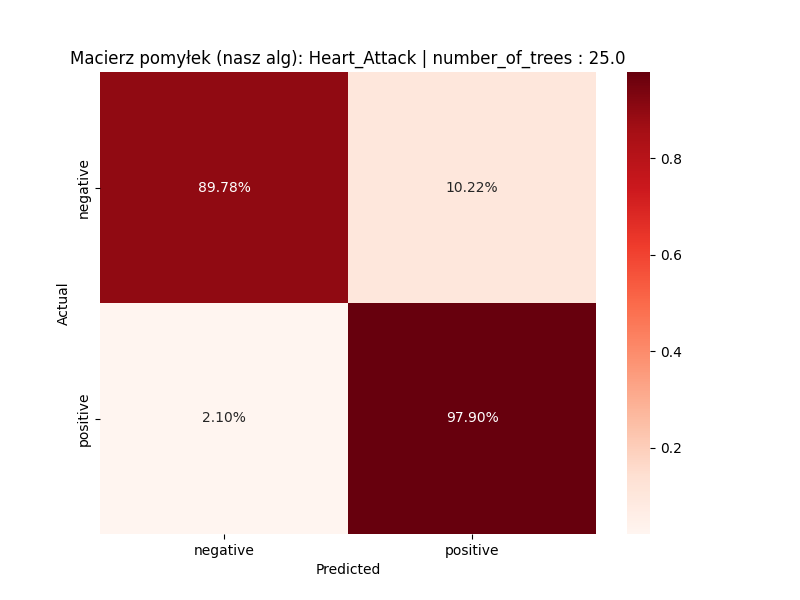 Macierz pomyłek (nasz alg): Heart_Attack | number_of_trees : 25.0
negative
89.78%
10.22%
0.8
0.6
Actual
0.4
positive
2.10%
97.90%
0.2
negative
positive
Predicted